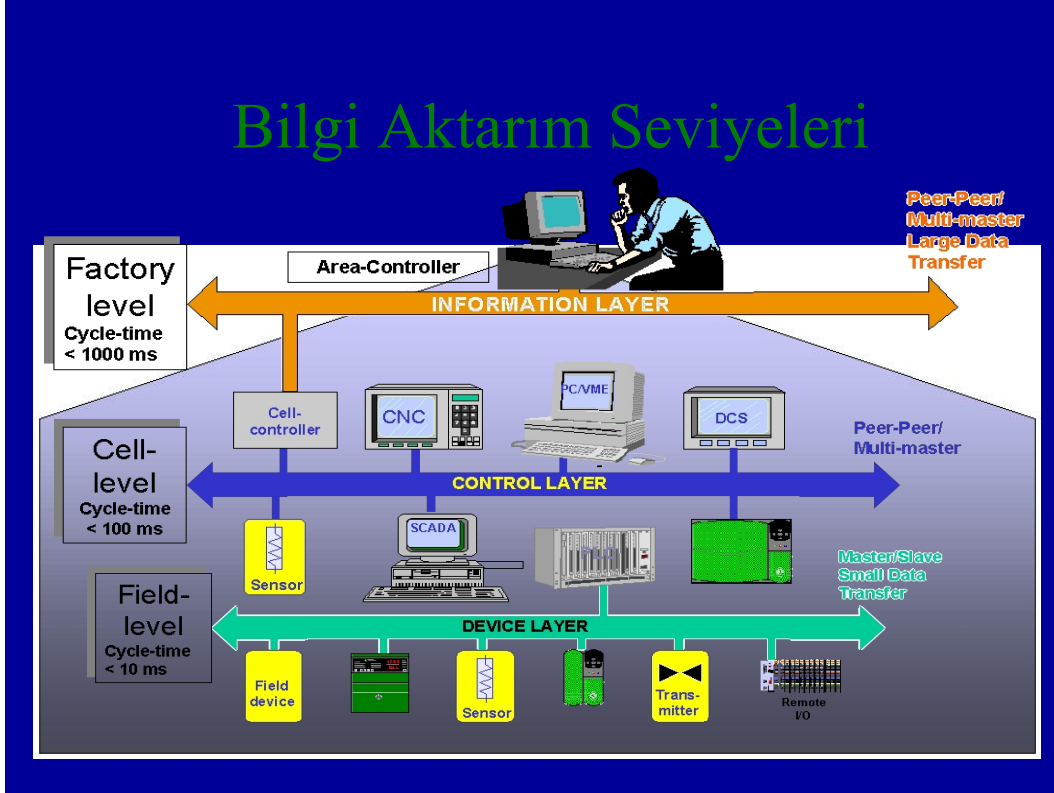 Bilgi Aktarım Seviyeleri
Peer-Peer/
Multi-master
Large Data
Transfer
Factory
level
Cycle-time
< 1000 ms
Area-Controller
INFORMATION LAYER
Cell-
controller
CNC
PC/VME
DCS
Peer-Peer/
Multi-master
Cell-
level
Cycle-time
< 100 ms
CONTROL LAYER
Sensor
SCADA
PLC
Master/Slave
Small Data
Transfer
Field-
level
Cycle-time
< 10 ms
DEVICE LAYER
Field
device
Sensor
Trans-
mitter
Remote
I/O